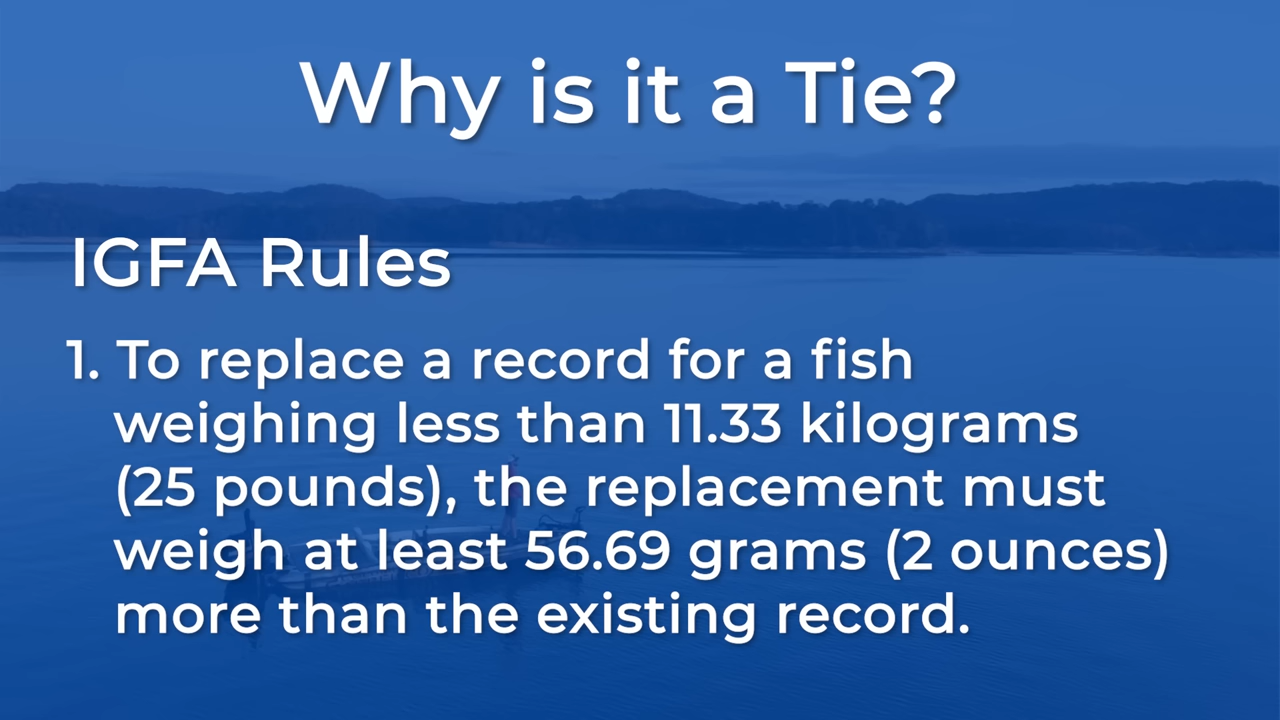 Why is it a Tie?
IGFA Rules
1. To replace a record for a fish
weighing less than 11.33 kilograms
(25 pounds), the replacement must
weigh at least 56.69 grams (2 ounces)
more than the existing record.